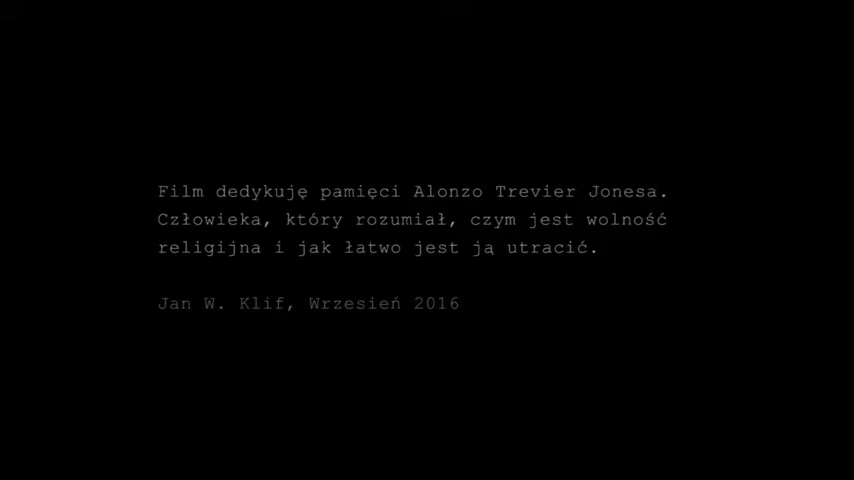 Film dedykuję pamięci Alonzo Trevier Jonesa.
Człowieka, który rozumiał, czym jest wolność
religijna i jak łatwo jest ją utracić.
Jan W. Klif, Wrzesień 2016